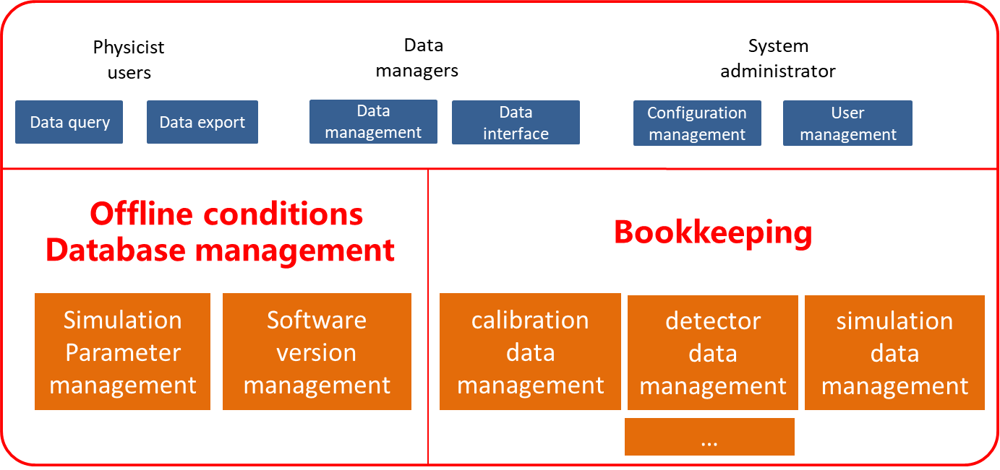 Physicist
users
Data
managers
System
administrator
Data query
Data export
Data
management
Data
interface
Configuration
management
User
management
Offline conditions
Database management
Bookkeeping
Simulation
Parameter
management
Software
version
management
calibration
data
management
detector
data
management
simulation
data
management
...